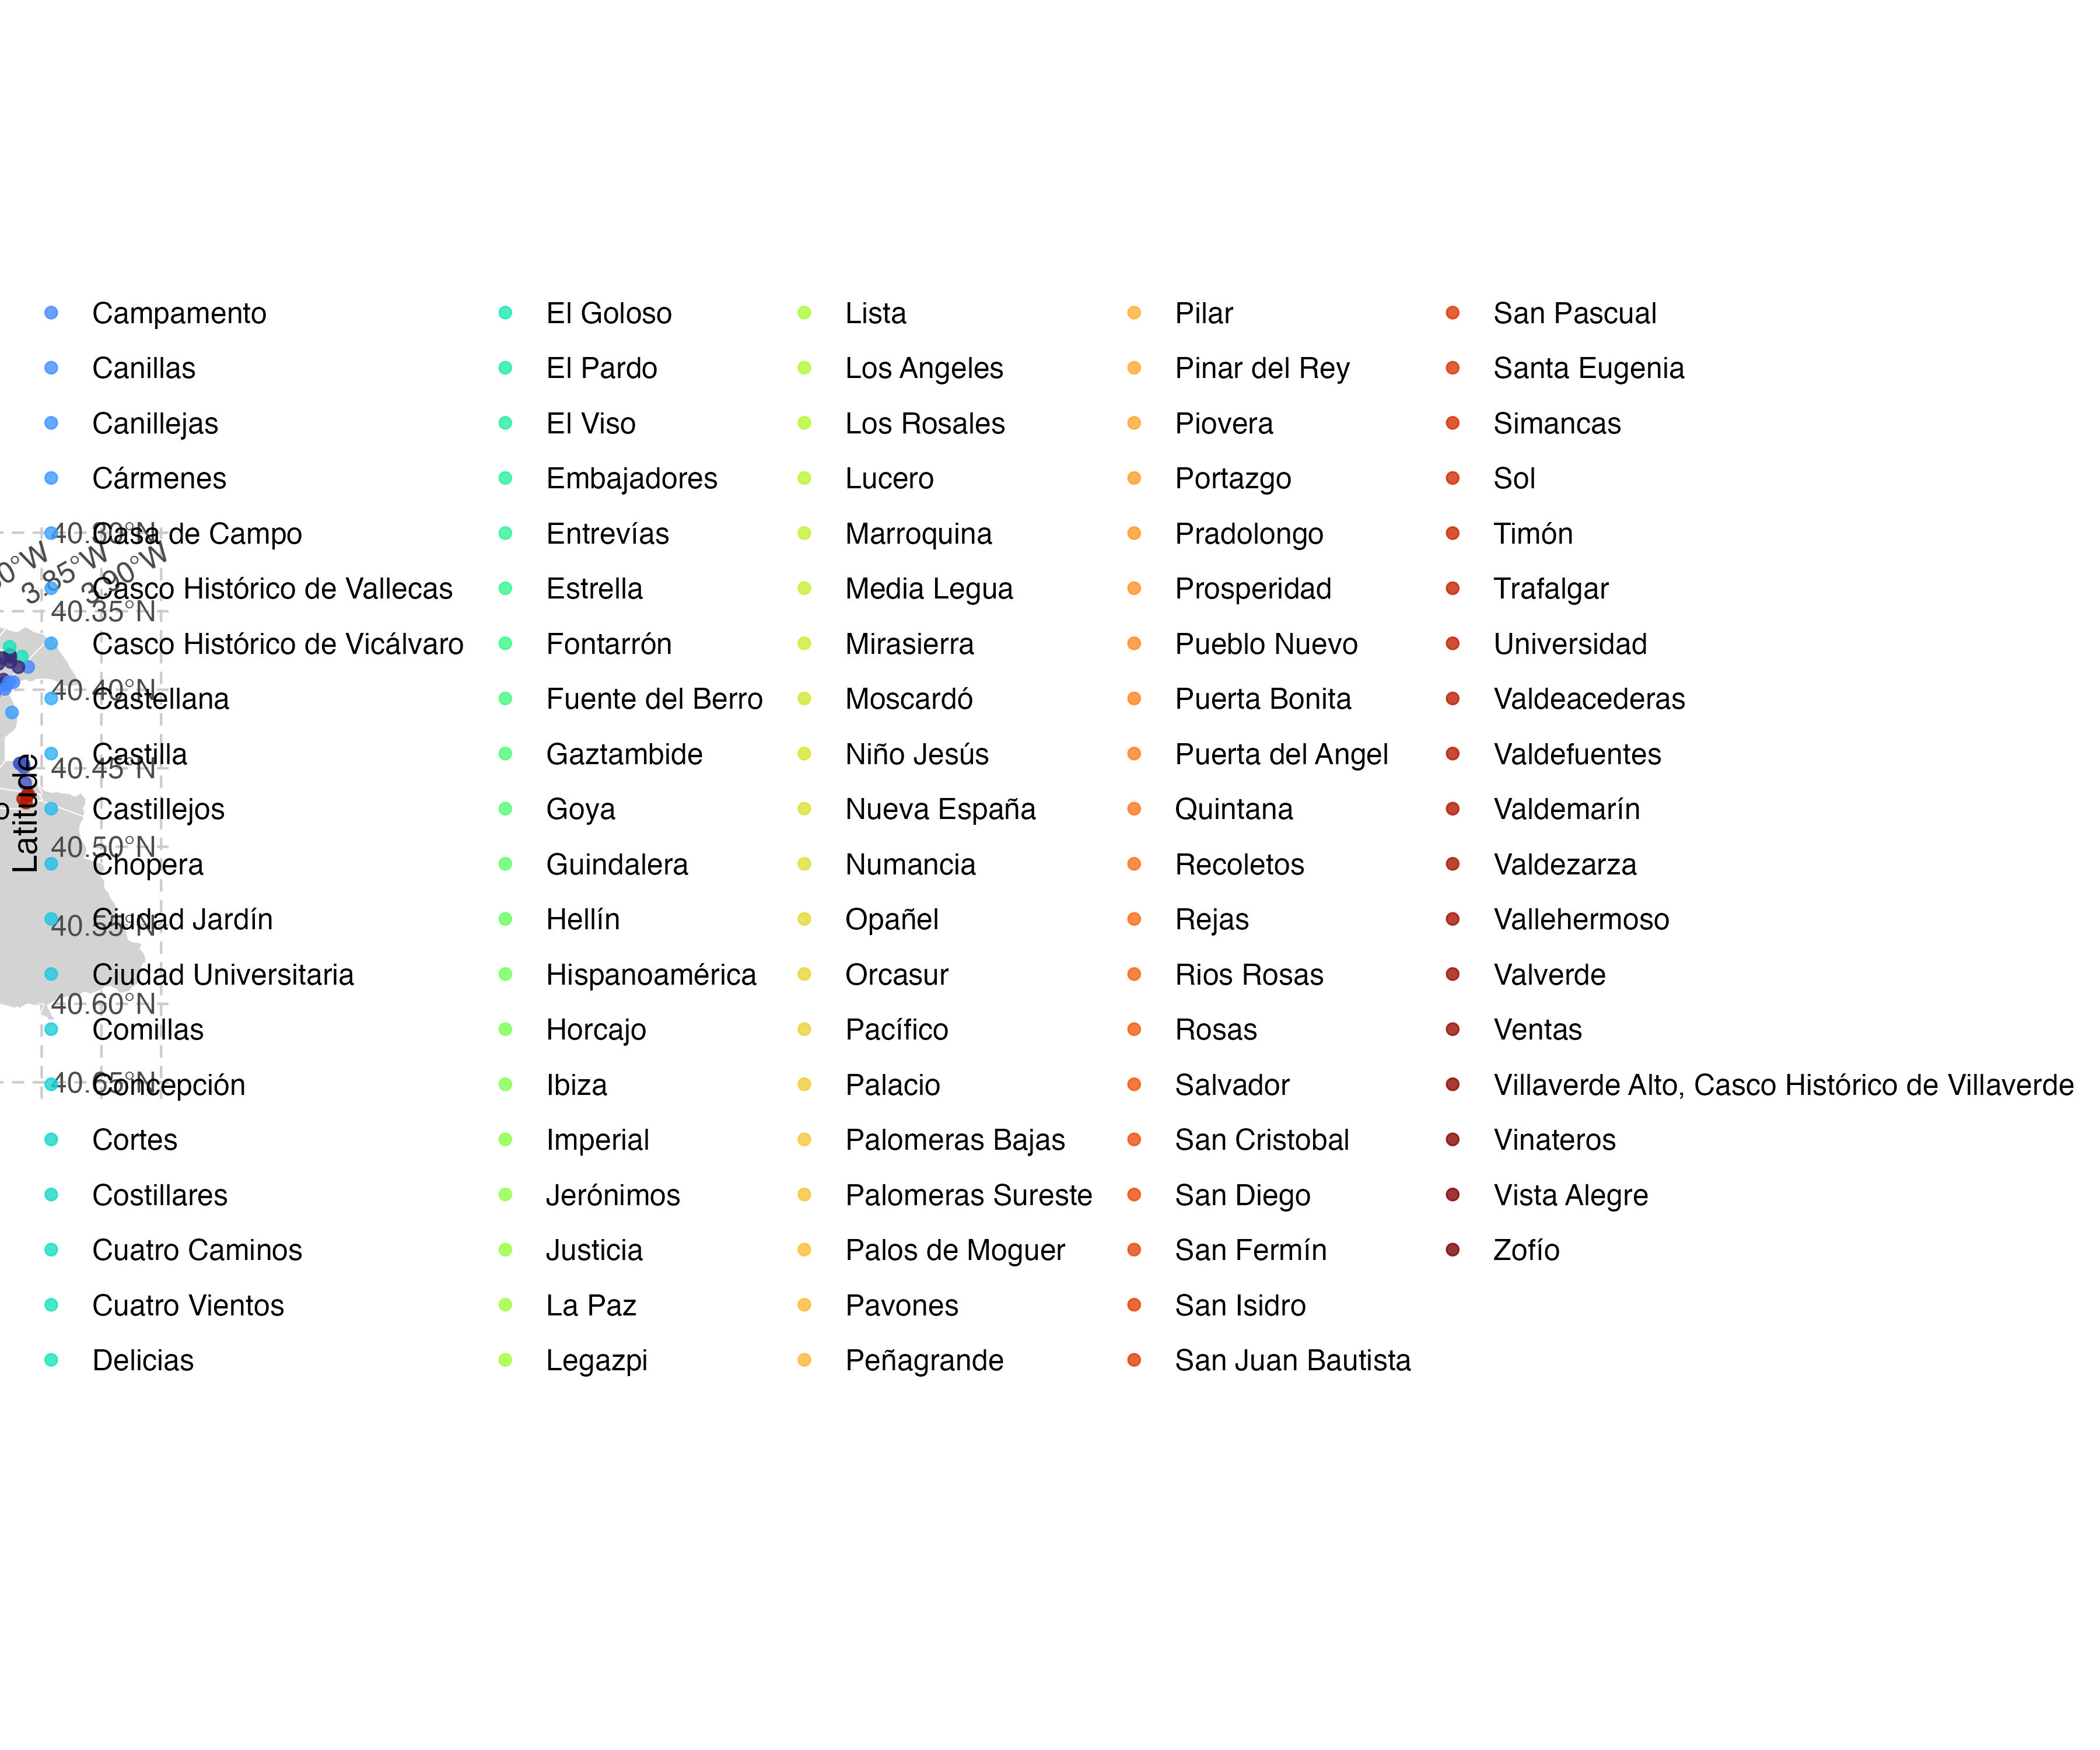 Campamento
Canillas
Canillejas
Cármenes
Casa de Campo
Casco Histórico de Vallecas
Casco Histórico de Vicálvaro
Castellana
Castilla
Castillejos
Chopera
Ciudad Jardín
Ciudad Universitaria
Comillas
Concepción
Cortes
Costillares
Cuatro Caminos
Cuatro Vientos
Delicias
El Goloso
El Pardo
El Viso
Embajadores
Entrevías
Estrella
Fontarrón
Fuente del Berro
Gaztambide
Goya
Guindalera
Hellín
Hispanoamérica
Horcajo
Ibiza
Imperial
Jerónimos
Justicia
La Paz
Legazpi
Lista
Los Angeles
Los Rosales
Lucero
Marroquina
Media Legua
Mirasierra
Moscardó
Niño Jesús
Nueva España
Numancia
Opañel
Orcasur
Pacífico
Palacio
Palomeras Bajas
Palomeras Sureste
Palos de Moguer
Pavones
Peñagrande
Pilar
Pinar del Rey
Piovera
Portazgo
Pradolongo
Prosperidad
Pueblo Nuevo
Puerta Bonita
Puerta del Angel
Quintana
Recoletos
Rejas
Rios Rosas
Rosas
Salvador
San Cristobal
San Diego
San Fermín
San Isidro
San Juan Bautista
San Pascual
Santa Eugenia
Simancas
Sol
Timón
Trafalgar
Universidad
Valdeacederas
Valdefuentes
Valdemarín
Valdezarza
Vallehermoso
Valverde
Ventas
Villaverde Alto, Casco Histórico de Villaverde
Vinateros
Vista Alegre
Zofío
40.30°N
40.35°N
40.40°N
40.45°N
40.50°N
40.55°N
40.60°N
40.65°N
3.85°W
3.90°W
Latitude